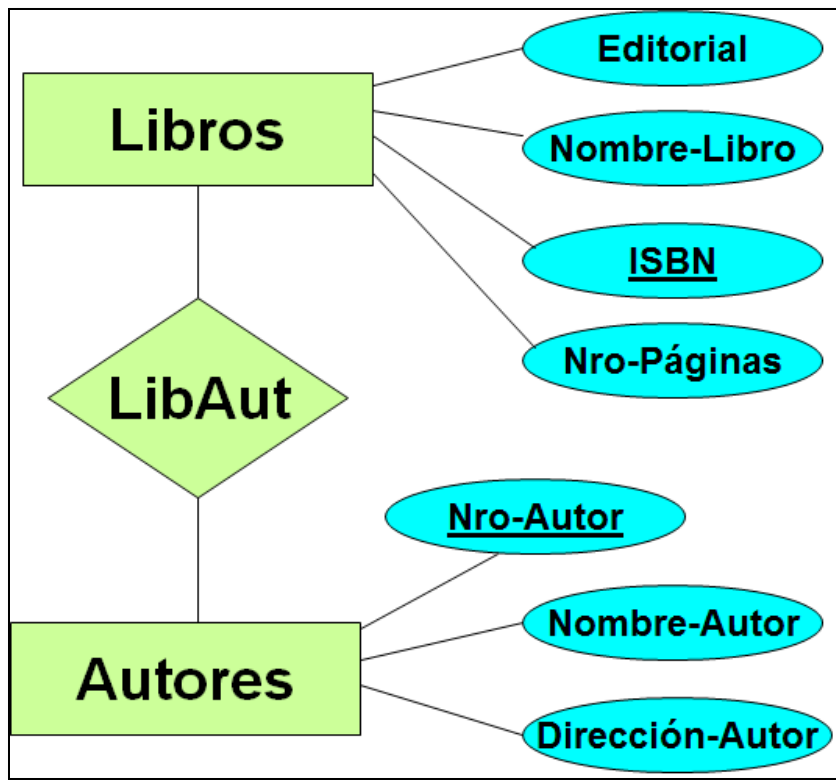 Editorial
Libros
Nombre-Libro
ISBN
Nro-Páginas
LibAut
Nro-Autor
Nombre-Autor
Autores
Dirección-Autor